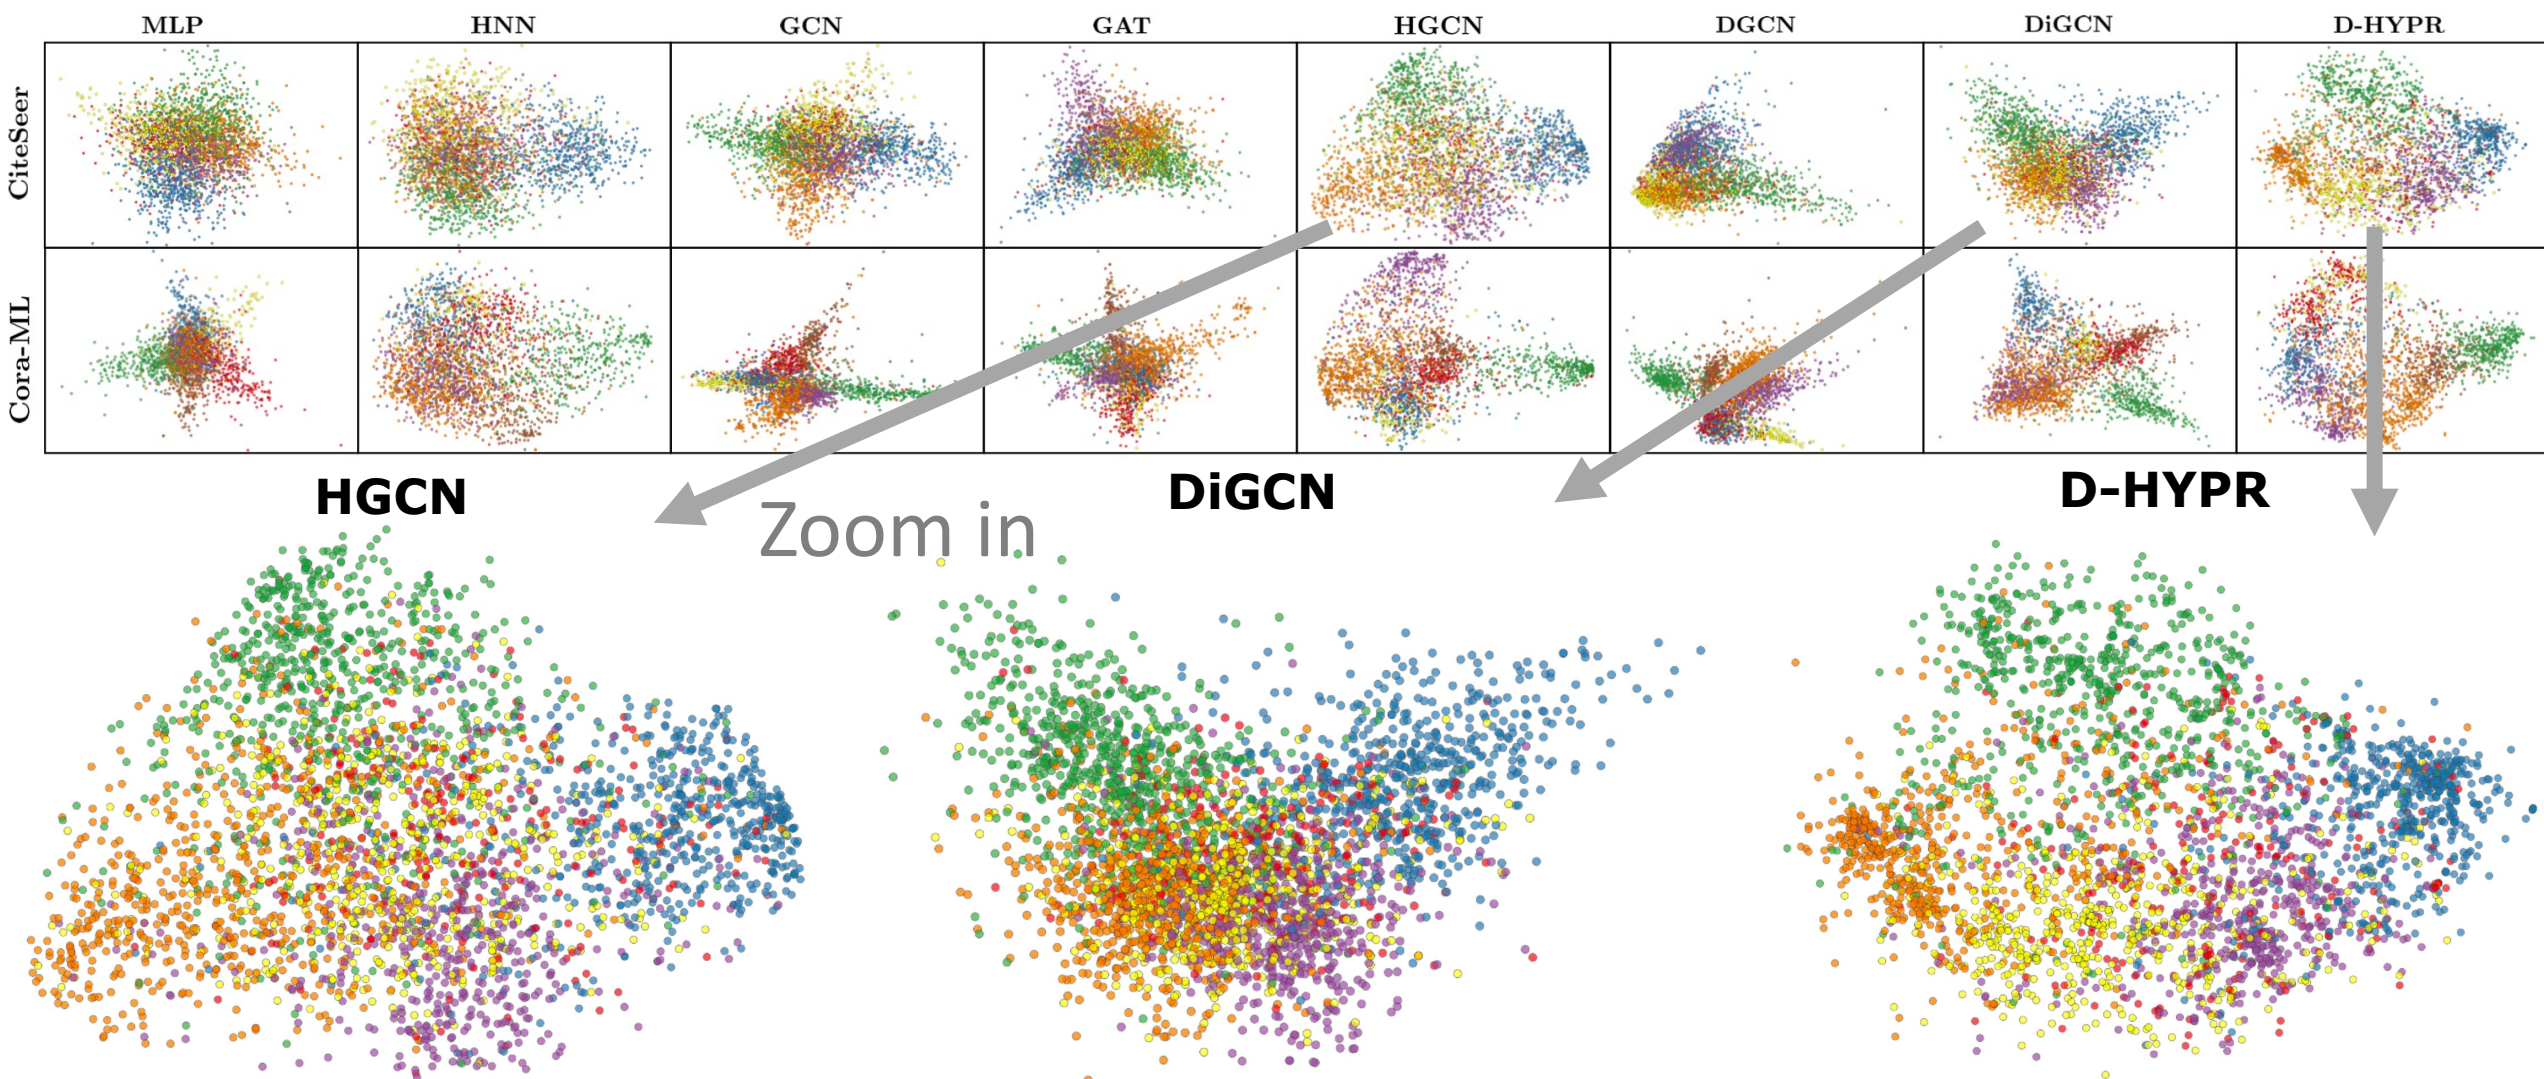 MLP HNN GCN GAT HGCN DGCN DiGCN D-HYPR
CiteSeer
Cora-ML
HGCN DiGCN D-HYPR
Zoom in